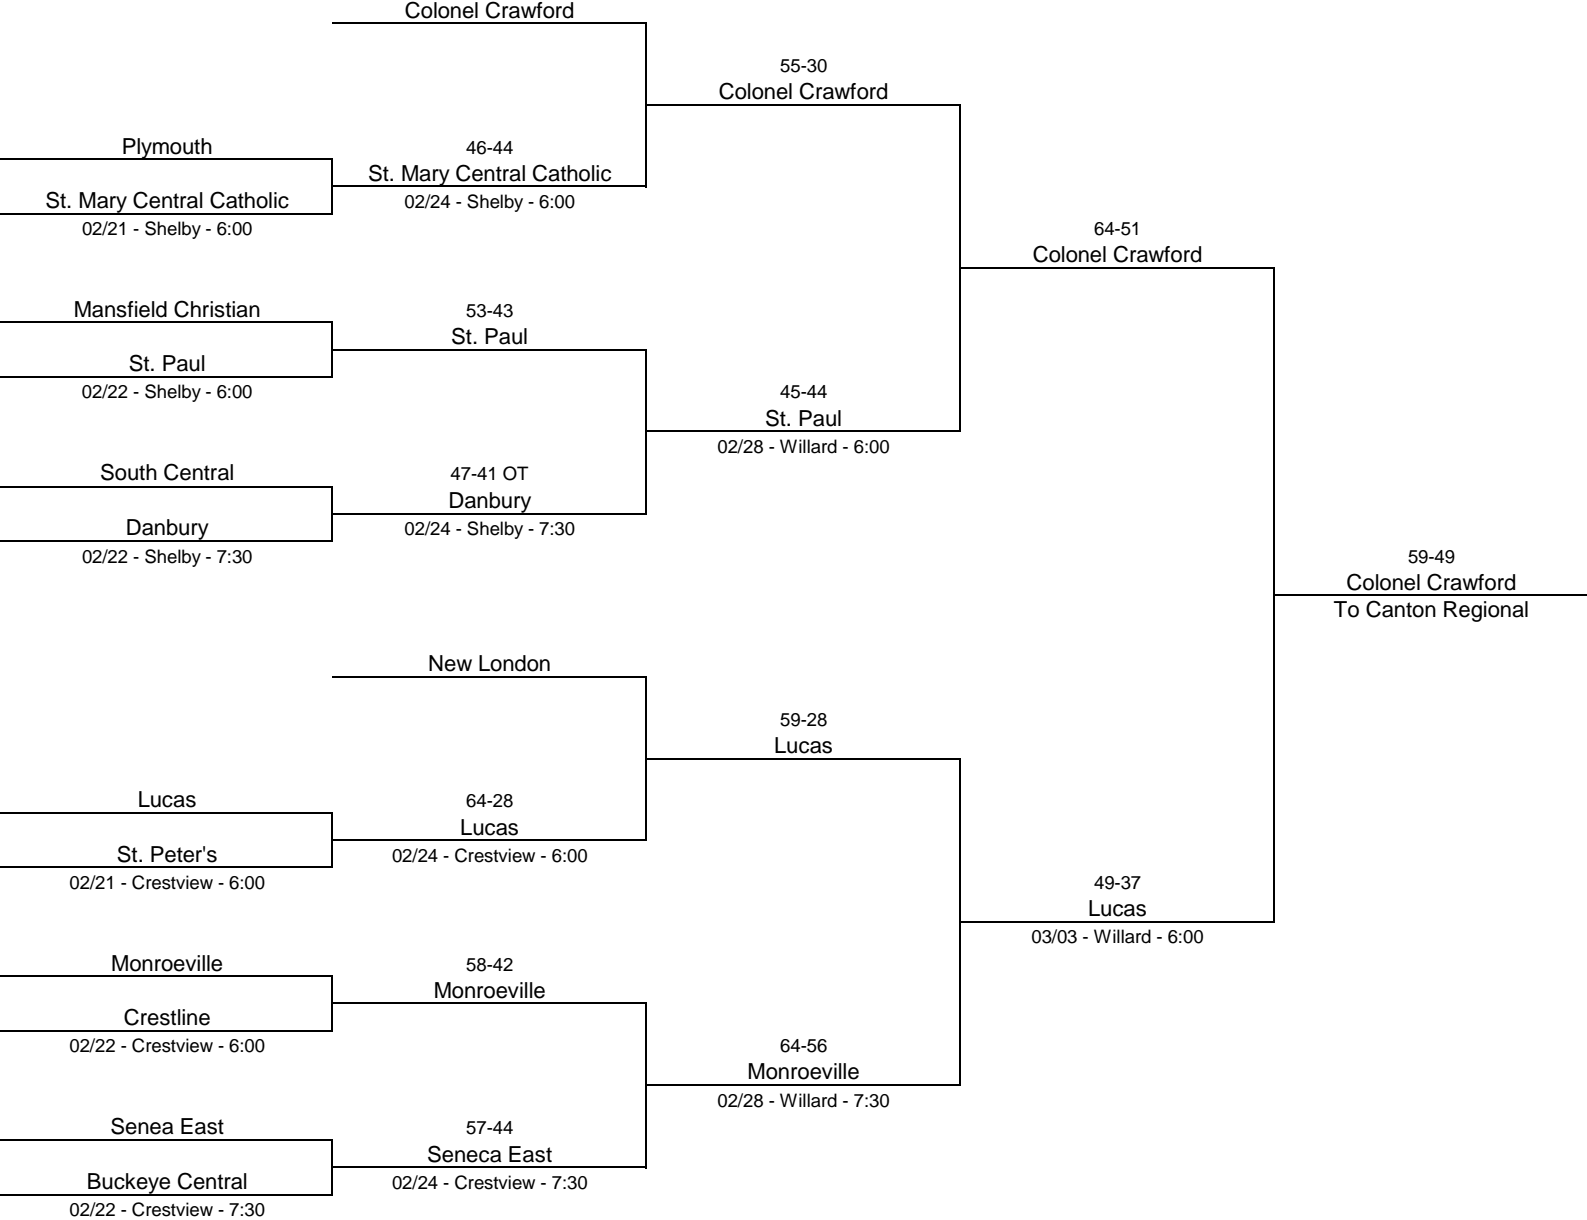 Colonel Crawford
55-30
Colonel Crawford
Plymouth
46-44
St. Mary Central Catholic
St. Mary Central Catholic
02/24 - Shelby - 6:00
02/21 - Shelby - 6:00
64-51
Colonel Crawford
Mansfield Christian
53-43
St. Paul
St. Paul
02/22 - Shelby - 6:00
45-44
St. Paul
02/28 - Willard - 6:00
South Central
47-41 OT
Danbury
Danbury
02/24 - Shelby - 7:30
02/22 - Shelby - 7:30
59-49
Colonel Crawford
To Canton Regional
New London
59-28
Lucas
Lucas
64-28
Lucas
St. Peter's
02/24 - Crestview - 6:00
02/21 - Crestview - 6:00
49-37
Lucas
03/03 - Willard - 6:00
Monroeville
58-42
Monroeville
Crestline
02/22 - Crestview - 6:00
64-56
Monroeville
02/28 - Willard - 7:30
Senea East
57-44
Seneca East
Buckeye Central
02/24 - Crestview - 7:30
02/22 - Crestview - 7:30